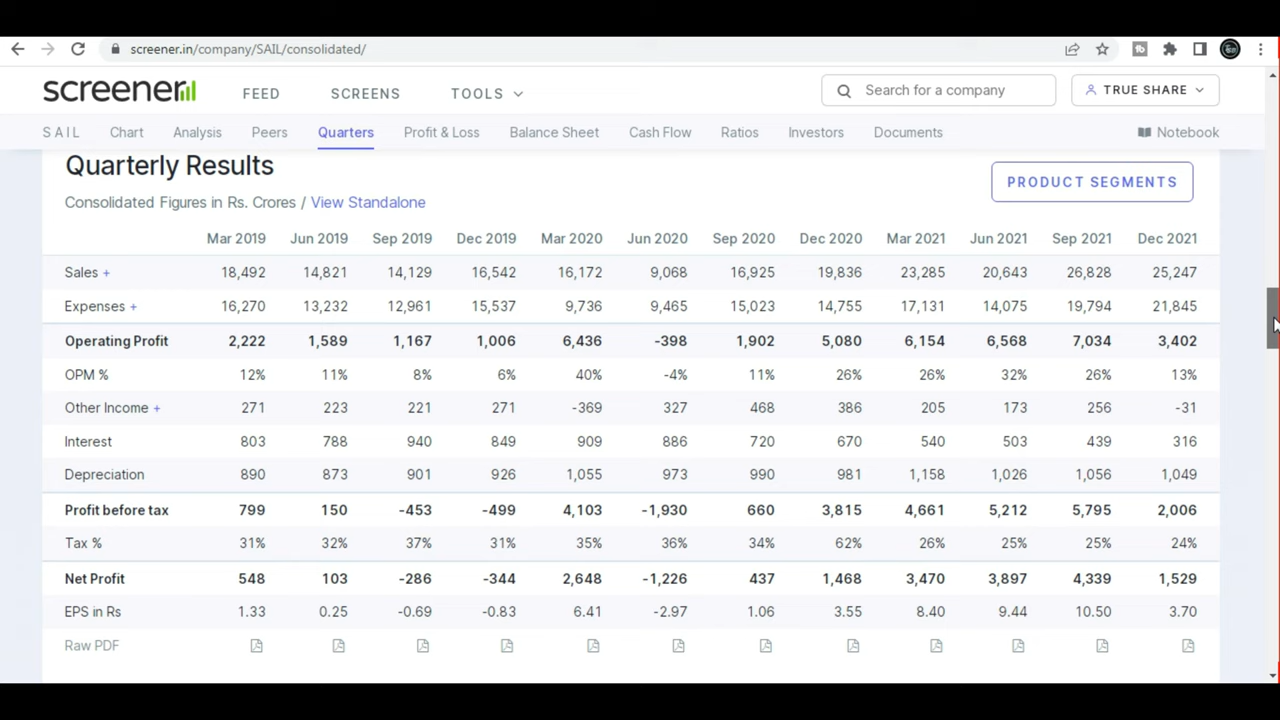 screener.in/company/SAIL/consolidated/
screener
FEED SCREENS TOOLS Search for a company TRUE SHARE
SAIL Chart Analysis Peers Quarters Profit & Loss Balance Sheet Cash Flow Ratios Investors Documents Notebook
Quarterly Results
PRODUCT SEGMENTS
Consolidated Figures in Rs. Crores / View Standalone
Mar 2019 Jun 2019 Sep 2019 Dec 2019 Mar 2020 Jun 2020 Sep 2020 Dec 2020 Mar 2021 Jun 2021 Sep 2021 Dec 2021
Sales + 18,492 14,821 14,129 16,542 16,172 9,068 16,925 19,836 23,285 20,643 26,828 25,247
Expenses + 16,270 13,232 12,961 15,537 9,736 9,465 15,023 14,755 17,131 14,075 19,794 21,845
Operating Profit 2,222 1,589 1,167 1,006 6,436 -398 1,902 5,080 6,154 6,568 7,034 3,402
OPM % 12% 11% 8% 6% 40% -4% 11% 26% 26% 32% 26% 13%
Other Income + 271 223 221 271 -369 327 468 386 205 173 256 -31
Interest 803 788 940 849 909 886 720 670 540 503 439 316
Depreciation 890 873 901 926 1,055 973 990 981 1,158 1,026 1,056 1,049
Profit before tax 799 150 -453 -499 4,103 -1,930 660 3,815 4,661 5,212 5,795 2,006
Tax % 31% 32% 37% 31% 35% 36% 34% 62% 26% 25% 25% 24%
Net Profit 548 103 -286 -344 2,648 -1,226 437 1,468 3,470 3,897 4,339 1,529
EPS in Rs 1.33 0.25 -0.69 -0.83 6.41 -2.97 1.06 3.55 8.40 9.44 10.50 3.70
Raw PDF